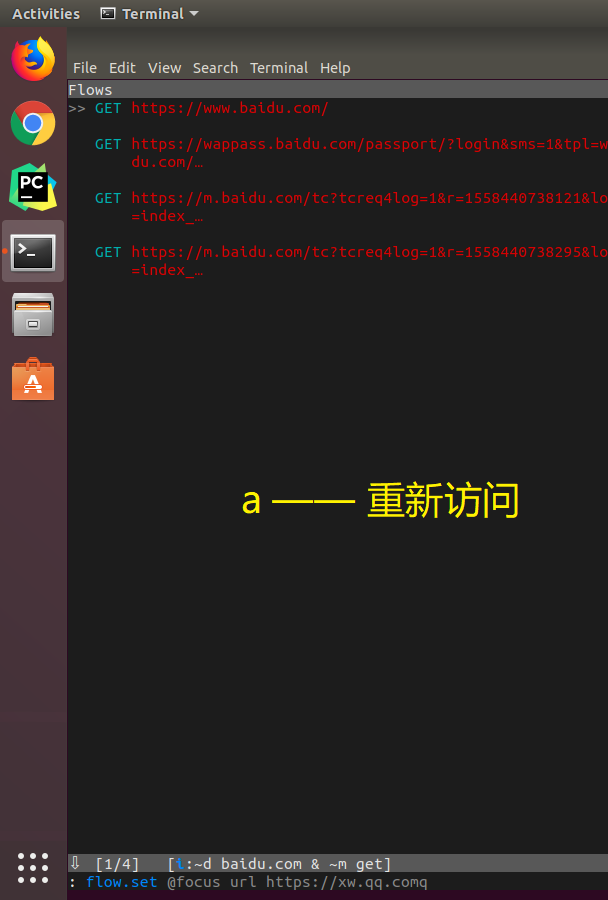 Activities Terminal
File Edit View Search Terminal Help
Flows
>> GET https://www.baidu.com/
GET https://wappass.baidu.com/passport/?login&sms=1&tpl=w
du.com/…
GET https://m.baidu.com/tc?tcreq4log=1&r=1558440738121&lo
=index_…
GET https://m.baidu.com/tc?tcreq4log=1&r=1558440738295&lo
=index_…
PC
a —— 重新访问
⇩ [1/4] [i:~d baidu.com & ~m get]
: flow.set @focus url https://xw.qq.comq